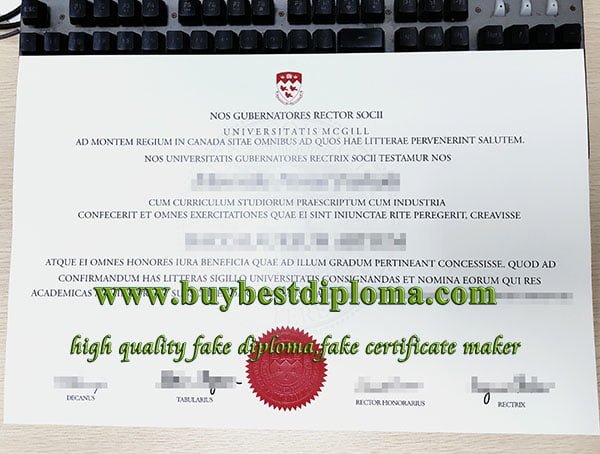 NOS GUBERNATORES RECTOR SOCII
UNIVERSITATIS MCGILL
AD MONTEM REGIUM IN CANADA SITAE OMNIBUS AD QUOS HAE LITTERAE PERVENERINT SALUTEM.
NOS UNIVERSITATIS GUBERNATORES RECTRIX SOCII TESTAMUR NOS
CUM CURRICULUM STUDIORUM PRAESCRIPTUM CUM INDUSTRIA
CONFECERIT ET OMNES EXERCITATIONES QUAE EI SINT INIUNCTAE RITE PEREGERIT, CREAVISSE
ATQUE EI OMNES HONORES IURA BENEFICIA QUAE AD ILLUM GRADUM PERTINEANT CONCESSISSE. QUOD AD
CONFIRMANDUM HAS LITTERAS SIGILLO UNIVERSITATIS CONSIGNANDAS ET NOMINA EORUM QUI RES
ACADEMICAS
www.buybestdiploma.com
high quality fake diploma,fake certificate maker
DECANUS
TABULARIUS
RECTOR HONORARIUS
RECTRIX